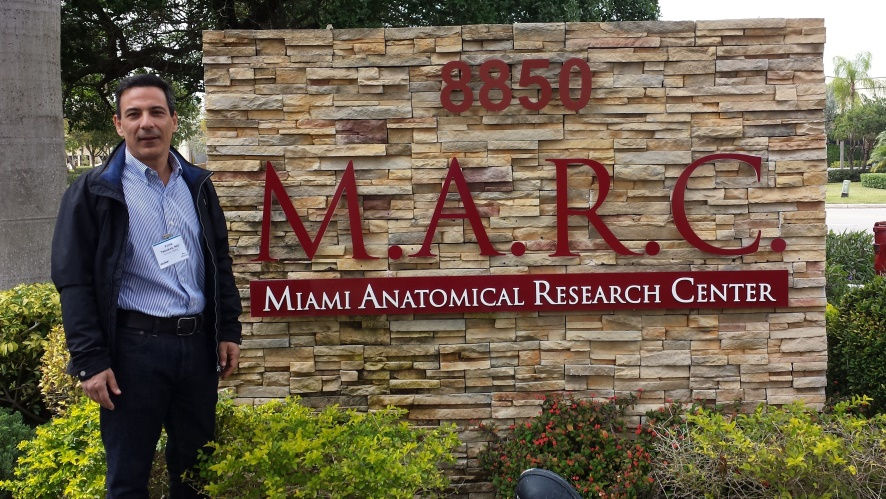 8850
M.A.R.C.
MIAMI ANATOMICAL RESEARCH CENTER